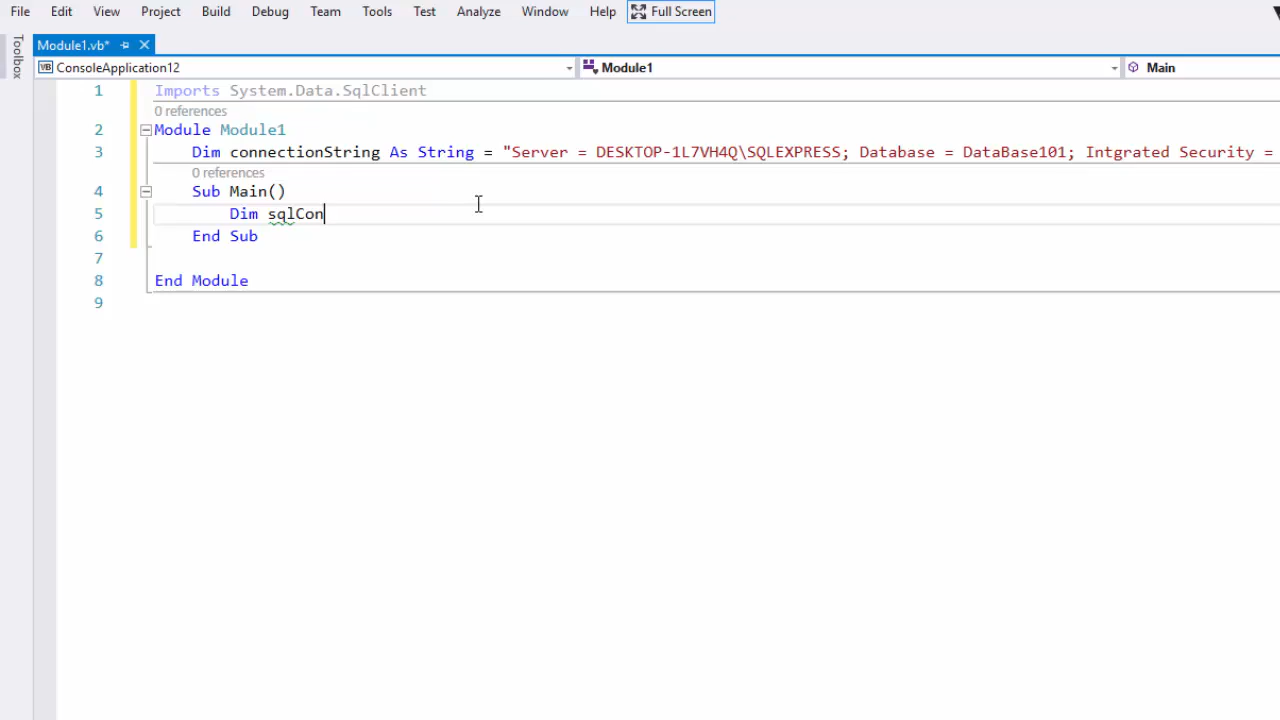 File Edit View Project Build Debug Team Tools Test Analyze Window Help Full Screen
Toolbox
Module1.vb*
VB ConsoleApplication12 Module1 Main
1 Imports System.Data.SqlClient
0 references
2 Module Module1
3 Dim connectionString As String = "Server = DESKTOP-1L7VH4Q\SQLEXPRESS; Database = DataBase101; Intgrated Security =
0 references
4 Sub Main()
5 Dim sqlCon
6 End Sub
7
8 End Module
9